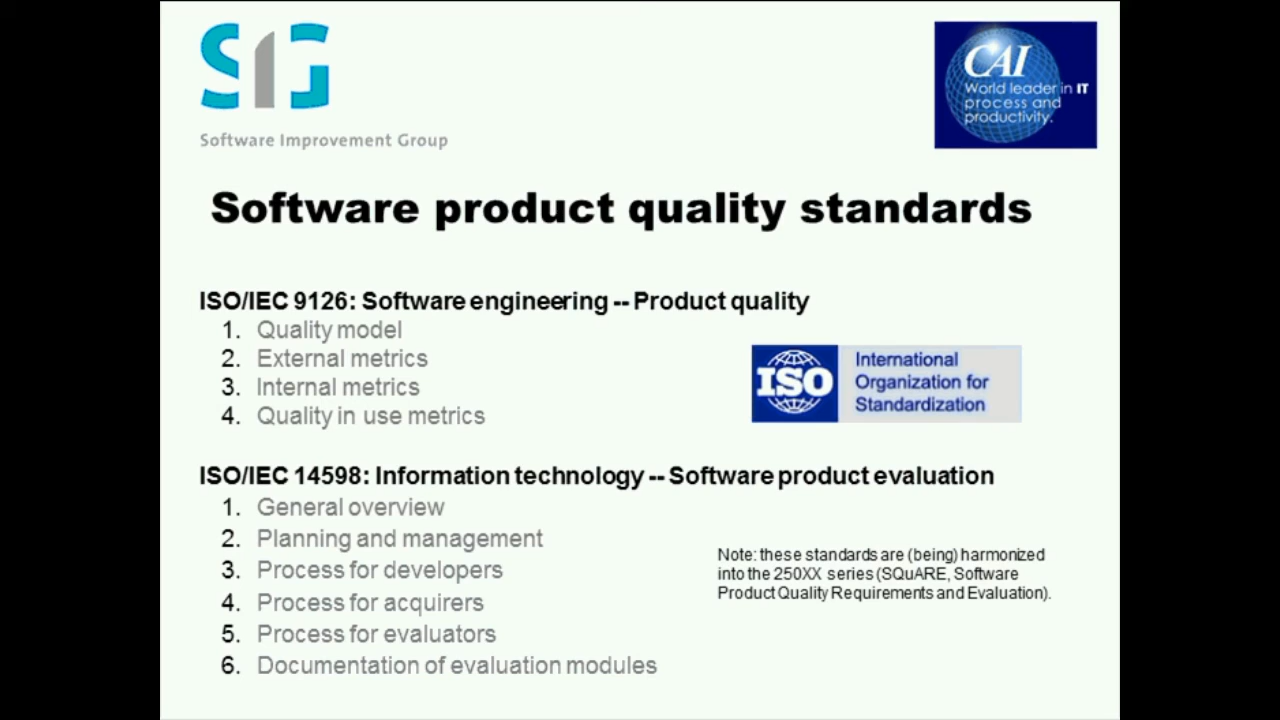 SIG
Software Improvement Group
CAI
World leader in IT
process and
productivity.
Software product quality standards
ISO/IEC 9126: Software engineering -- Product quality
1. Quality model
2. External metrics
3. Internal metrics
4. Quality in use metrics
ISO
International
Organization for
Standardization
ISO/IEC 14598: Information technology -- Software product evaluation
1. General overview
2. Planning and management
3. Process for developers
4. Process for acquirers
5. Process for evaluators
6. Documentation of evaluation modules
Note: these standards are (being) harmonized
into the 250XX series (SQuARE, Software
Product Quality Requirements and Evaluation).